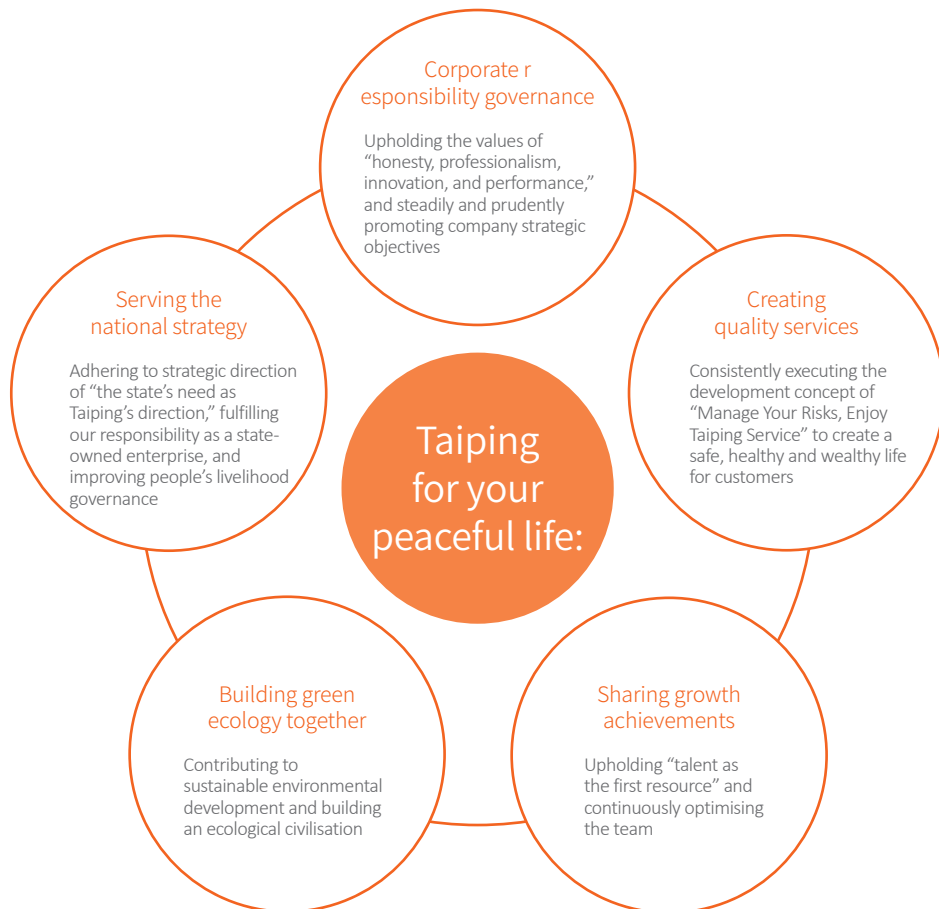 Corporate r
esponsibility governance
Upholding the values of
“honesty, professionalism,
innovation, and performance,”
and steadily and prudently
promoting company strategic
objectives
Serving the
national strategy
Adhering to strategic direction
of “the state’s need as
Taiping’s direction,” fulfilling
our responsibility as a state-
owned enterprise, and
improving people’s livelihood
governance
Creating
quality services
Consistently executing the
development concept of
“Manage Your Risks, Enjoy
Taiping Service” to create a
safe, healthy and wealthy life
for customers
Taiping
for your
peaceful life:
Building green
ecology together
Contributing to
sustainable environmental
development and building
an ecological civilisation
Sharing growth
achievements
Upholding “talent as
the first resource” and
continuously optimising
the team